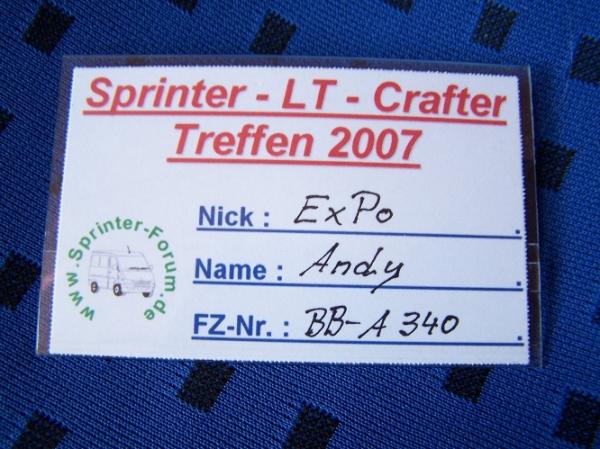 Sprinter - LT - Crafter
Treffen 2007
Nick : ExPo .
Name : Andy .
FZ-Nr. : BB-A 340 .
www.Sprinter-Forum.de